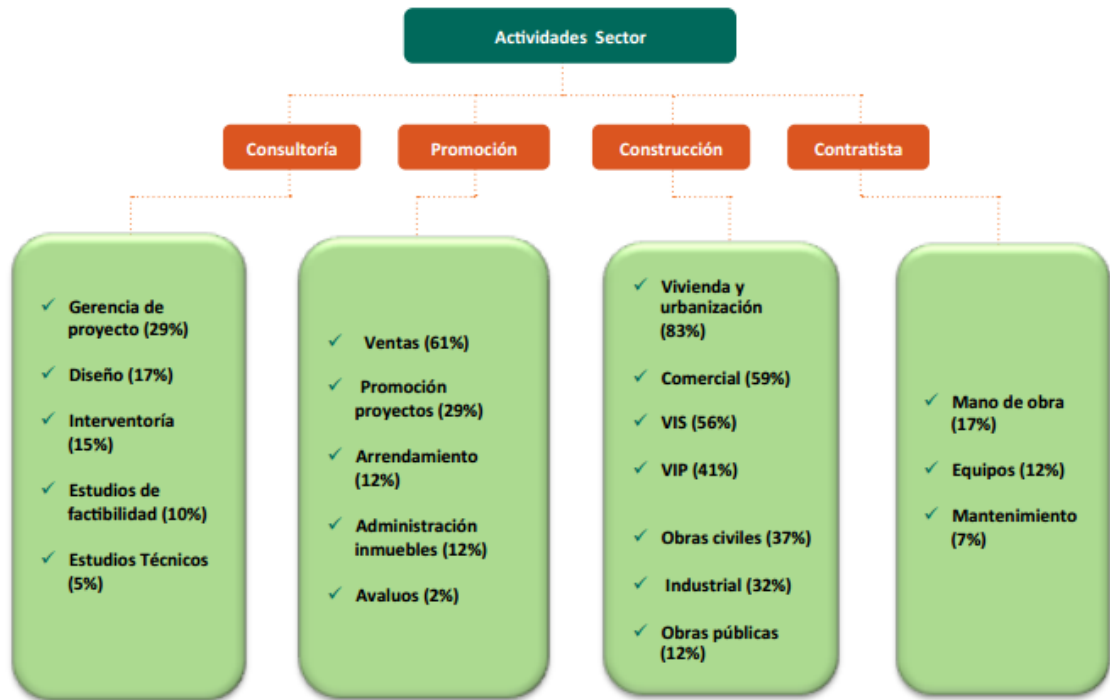 Actividades Sector
Consultoría
Promoción
Construcción
Contratista
Gerencia de
proyecto (29%)
Diseño (17%)
Interventoría
(15%)
Estudios de
factibilidad (10%)
Estudios Técnicos
(5%)
Ventas (61%)
Promoción
proyectos (29%)
Arrendamiento
(12%)
Administración
inmuebles (12%)
Avaluos (2%)
Vivienda y
urbanización
(83%)
Comercial (59%)
VIS (56%)
VIP (41%)
Obras civiles (37%)
Industrial (32%)
Obras públicas
(12%)
Mano de obra
(17%)
Equipos (12%)
Mantenimiento
(7%)